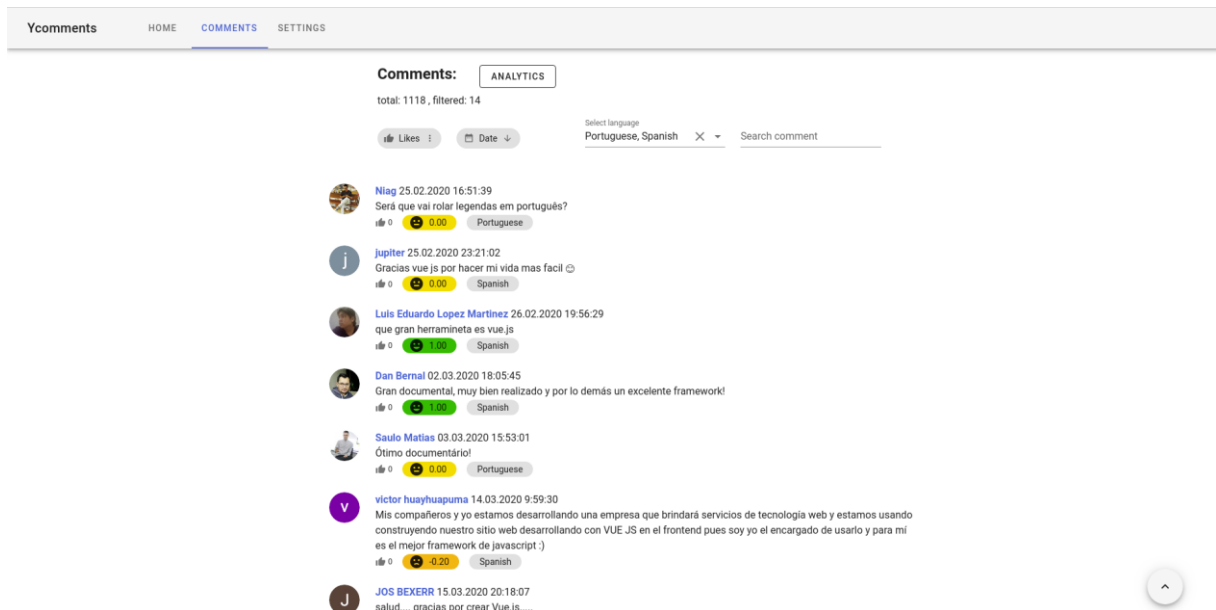 Ycomments HOME COMMENTS SETTINGS
Comments: ANALYTICS
total: 1118 , filtered: 14
Select language
Likes Date Portuguese, Spanish Search comment
Niag 25.02.2020 16:51:39
Será que vai rolar legendas em português?
0 0.00 Portuguese
j
jupiter 25.02.2020 23:21:02
Gracias vue js por hacer mi vida mas facil 😊
0 0.00 Spanish
Luis Eduardo Lopez Martinez 26.02.2020 19:56:29
que gran herramineta es vue.js
0 1.00 Spanish
Dan Bernal 02.03.2020 18:05:45
Gran documental, muy bien realizado y por lo demás un excelente framework!
0 1.00 Spanish
Saulo Matias 03.03.2020 15:53:01
Ótimo documentário!
0 0.00 Portuguese
V
victor huayhuapuma 14.03.2020 9:59:30
Mis compañeros y yo estamos desarrollando una empresa que brindará servicios de tecnología web y estamos usando
construyendo nuestro sitio web desarrollando con VUE JS en el frontend pues soy yo el encargado de usarlo y para mí
es el mejor framework de javascript :)
0 -0.20 Spanish
J
JOS BEXERR 15.03.2020 20:18:07
salud.... gracias por crear Vue.js.....